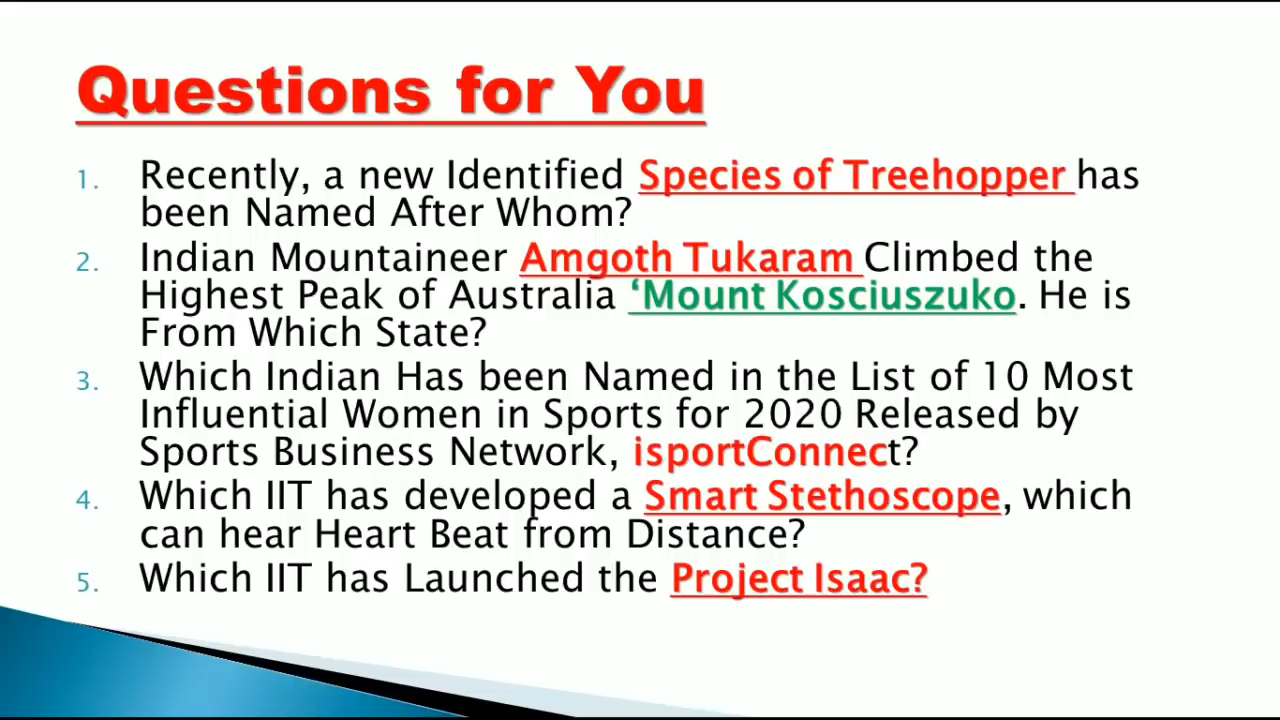 Questions for You
1. Recently, a new Identified Species of Treehopper has
been Named After Whom?
2. Indian Mountaineer Amgoth Tukaram Climbed the
Highest Peak of Australia ‘Mount Kosciuszuko. He is
From Which State?
3. Which Indian Has been Named in the List of 10 Most
Influential Women in Sports for 2020 Released by
Sports Business Network, isportConnect?
4. Which IIT has developed a Smart Stethoscope, which
can hear Heart Beat from Distance?
5. Which IIT has Launched the Project Isaac?